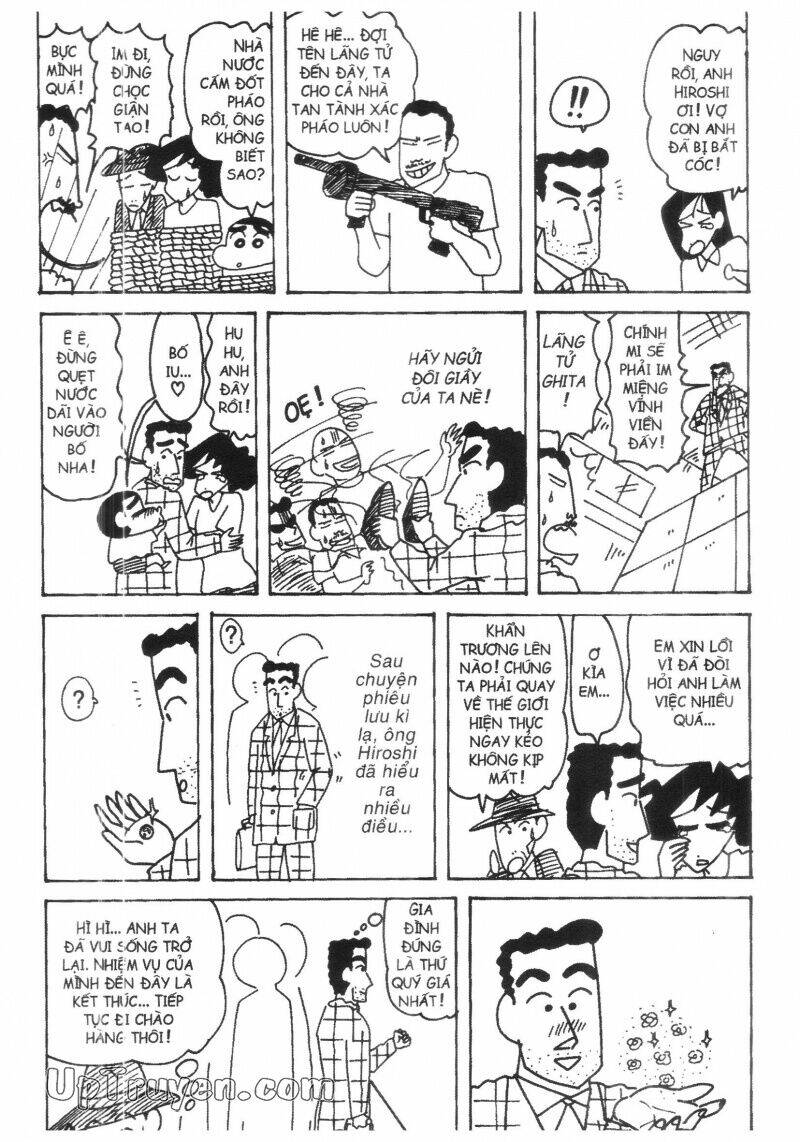 NGUY
RỒI, ANH
HIROSHI
ƠI! VỢ
CON ANH
ĐÃ BỊ BẮT
CÓC!
!!
HÊ HÊ... ĐỢI
TÊN LÃNG TỬ
ĐẾN ĐÂY, TA
CHO CẢ NHÀ
TAN TÀNH XÁC
PHÁO LUÔN!
NHÀ
NƯỚC
CẤM ĐỐT
PHÁO
RỒI, ÔNG
KHÔNG
BIẾT
SAO?
IM ĐI,
ĐỪNG
CHỌC
GIẬN
TAO!
BỰC
MÌNH
QUÁ!
CHÍNH
MI SẼ
PHẢI IM
MIỆNG
VĨNH
VIỄN
ĐẤY!
LÃNG
TỬ
GHITA
!
HÃY NGỬI
ĐÔI GIẦY
CỦA TA NÈ!
OẸ!
HU
HU,
ANH
ĐÂY
RỒI!
BỐ
IU...
♡
Ê Ê,
ĐỪNG
QUẸT
NƯỚC
DÃI VÀO
NGƯỜI
BỐ
NHA!
EM XIN LỖI
VÌ ĐÃ ĐÒI
HỎI ANH LÀM
VIỆC NHIỀU
QUÁ...
Ơ
KÌA
EM...
KHẨN
TRƯƠNG LÊN
NÀO! CHÚNG
TA PHẢI QUAY
VỀ THẾ GIỚI
HIỆN THỰC
NGAY KẺO
KHÔNG KỊP
MẤT!
Sau
chuyện
phiêu
lưu kì
lạ, ông
Hiroshi
đã hiểu
ra
nhiều
điều...
?
?
GIA
ĐÌNH
ĐÚNG
LÀ THỨ
QUÝ GIÁ
NHẤT!
HÌ HÌ... ANH TA
ĐÃ VUI SỐNG TRỞ
LẠI. NHIỆM VỤ CỦA
MÌNH ĐẾN ĐÂY LÀ
KẾT THÚC... TIẾP
TỤC ĐI CHÀO
HÀNG THÔI!
UpTruyen.com